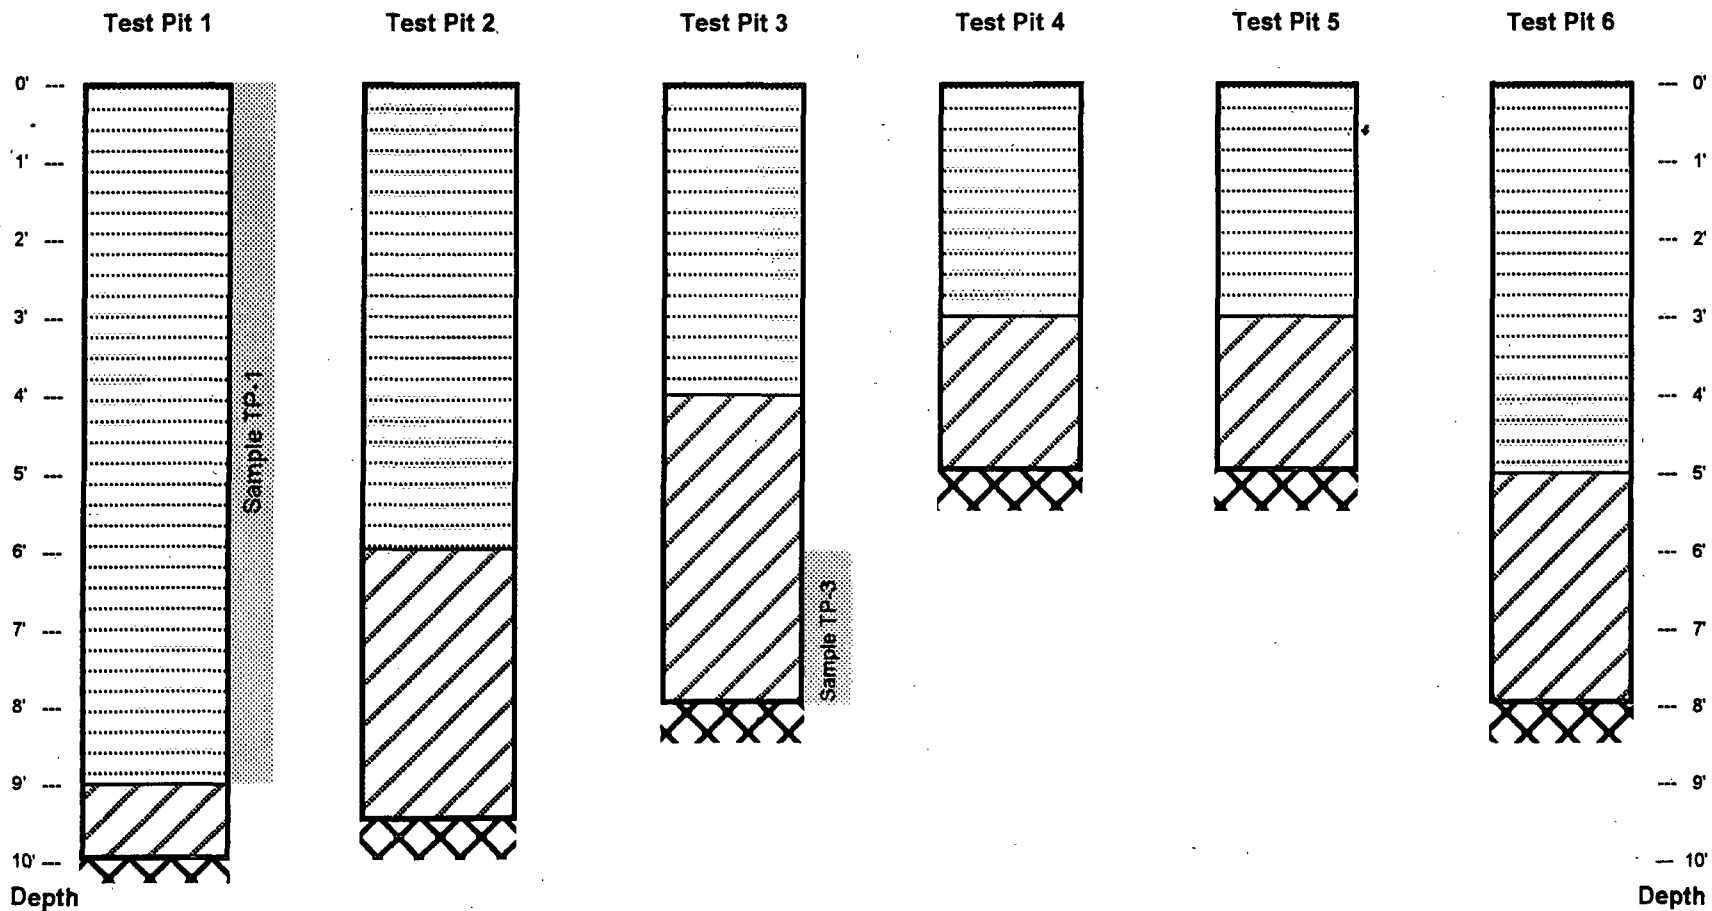 Test Pit 1 Test Pit 2 Test Pit 3 Test Pit 4 Test Pit 5 Test Pit 6
0' --- --- 0'
1' --- --- 1'
2' --- --- 2'
3' --- --- 3'
4' --- --- 4'
5' --- --- 5'
6' --- --- 6'
7' --- --- 7'
8' --- --- 8'
9' --- --- 9'
10' --- --- 10'
Depth Depth
Sample TP-1
Sample TP-3